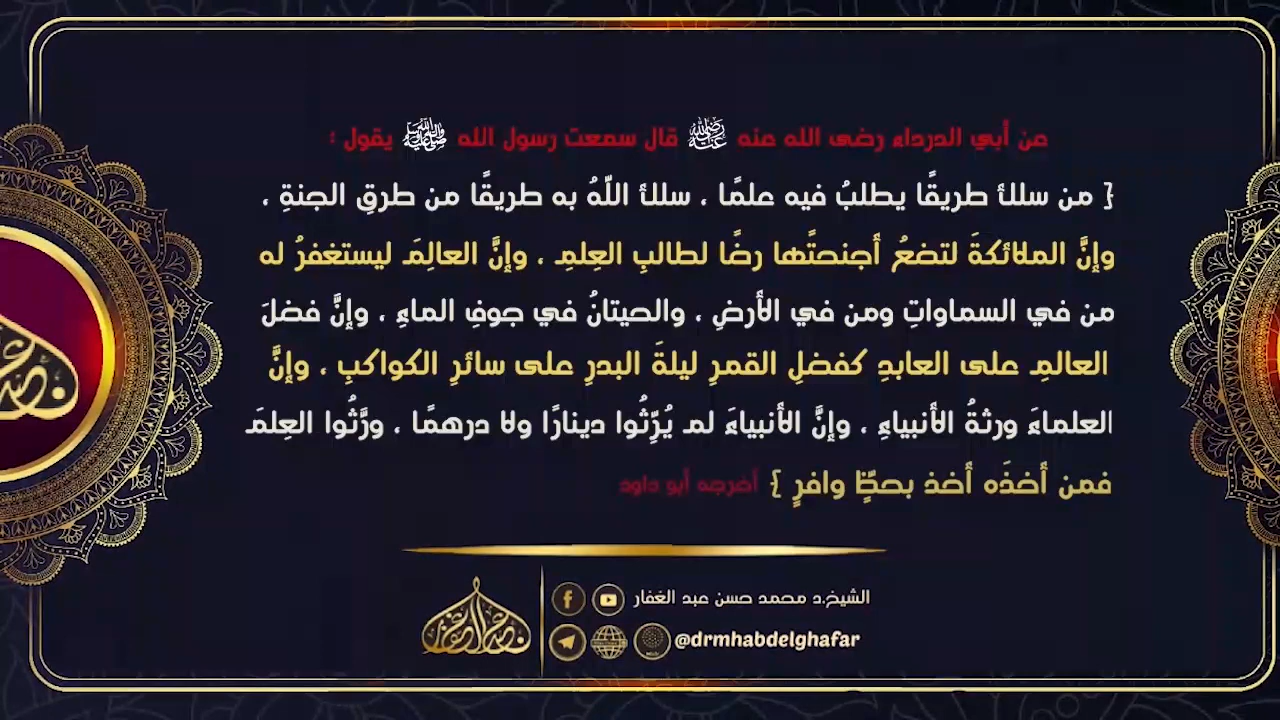 عن أبي الدرداء رضى الله عنه رضي الله عنه قال سمعت رسول الله ﷺ يقول :
{ من سلك طريقًا يطلبُ فيه علمًا ، سلك اللّهُ به طريقًا من طرقِ الجنةِ ،
وإنَّ الملائكةَ لتضعُ أجنحتَها رضًا لطالبِ العِلمِ ، وإنَّ العالِمَ ليستغفرُ له
من في السماواتِ ومن في الأرضِ ، والحيتانُ في جوفِ الماءِ ، وإنَّ فضلَ
العالمِ على العابدِ كفضلِ القمرِ ليلةَ البدرِ على سائرِ الكواكبِ ، وإنَّ
العلماءَ ورثةُ الأنبياءِ ، وإنَّ الأنبياءَ لم يُرِّثُوا دينارًا ولا درهمًا ، ورَّثُوا العِلمَ
فمن أخذَه أخذ بحظٍّ وافرٍ } أخرجه أبو داود
الشيخ.د محمد حسن عبد الغفار
@drmhabdelghafar